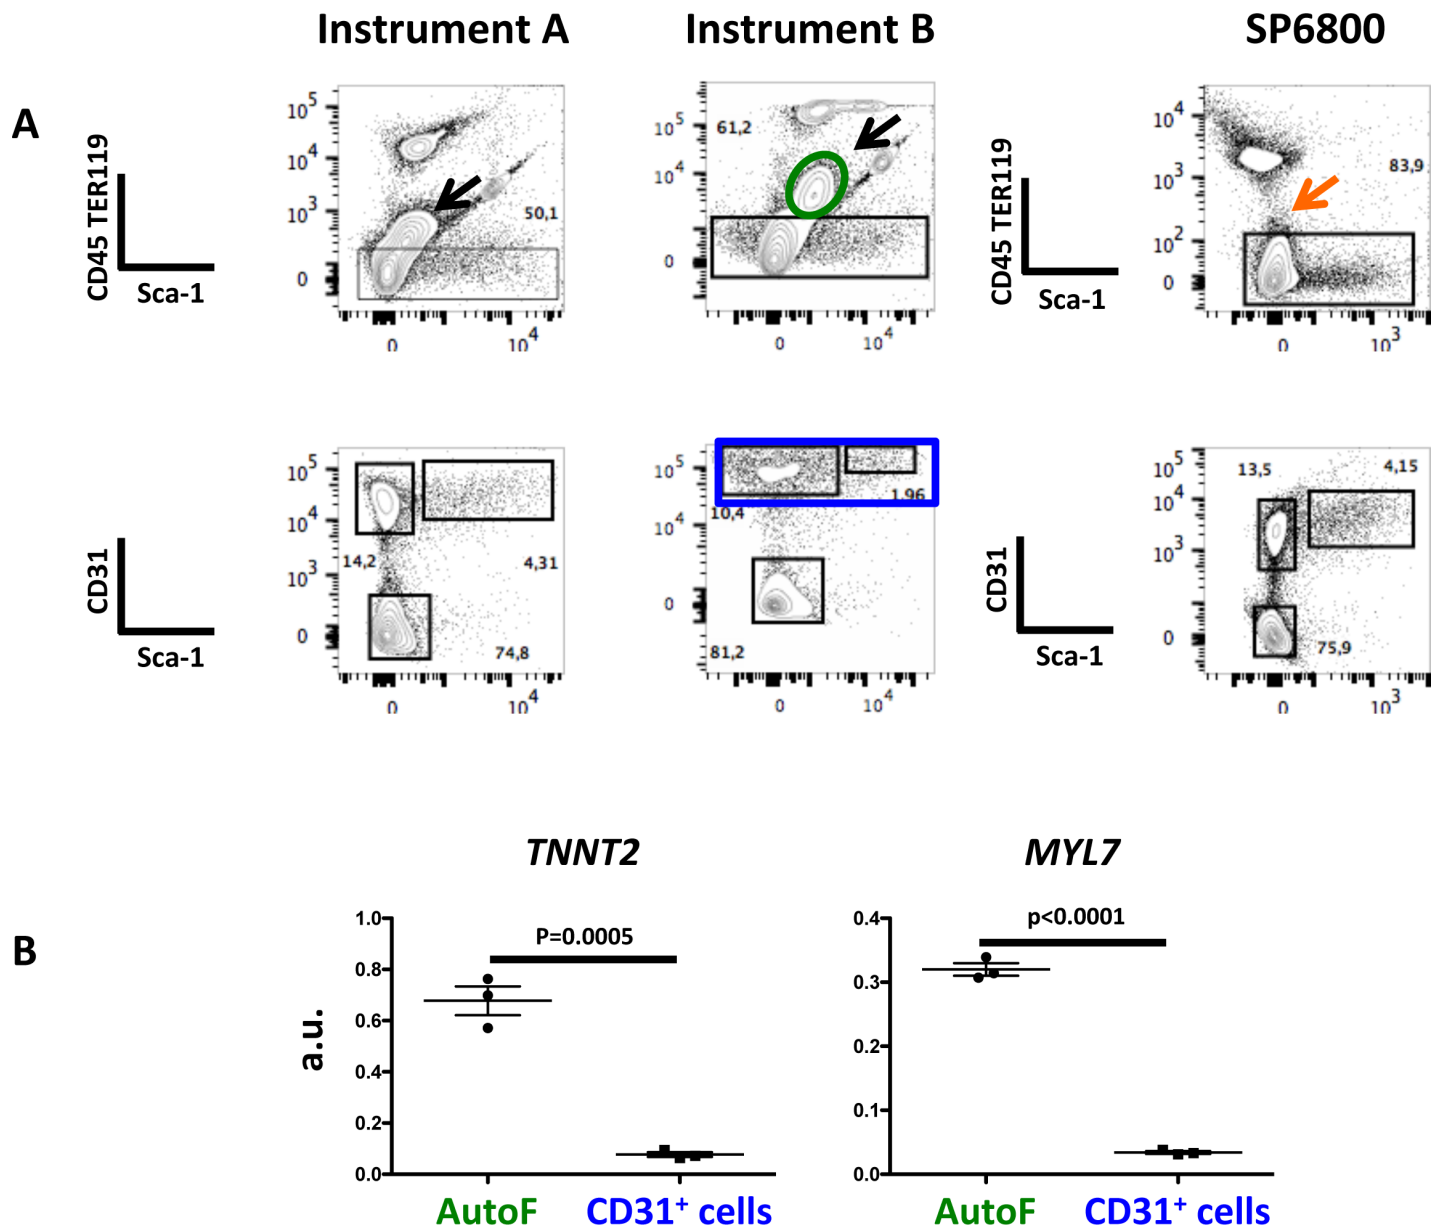 Instrument A Instrument B SP6800
A
CD45 TER119
Sca-1
10^5
10^4
10^3
0
50,1
0 10^4
61,2
10^5
10^4
0
0 10^4
CD45 TER119
Sca-1
10^4
10^3
10^2
0
83,9
0 10^3
CD31
Sca-1
10^5
10^4
10^3
0
14,2
4,31
74,8
0 10^4
10^5
10^4
0
1,96
10,4
81,2
0 10^4
CD31
Sca-1
10^5
10^4
10^3
0
13,5
4,15
75,9
0 10^3
B
TNNT2
P=0.0005
a.u.
1.0
0.8
0.6
0.4
0.2
0.0
AutoF CD31+ cells
MYL7
p<0.0001
0.4
0.3
0.2
0.1
0.0
AutoF CD31+ cells